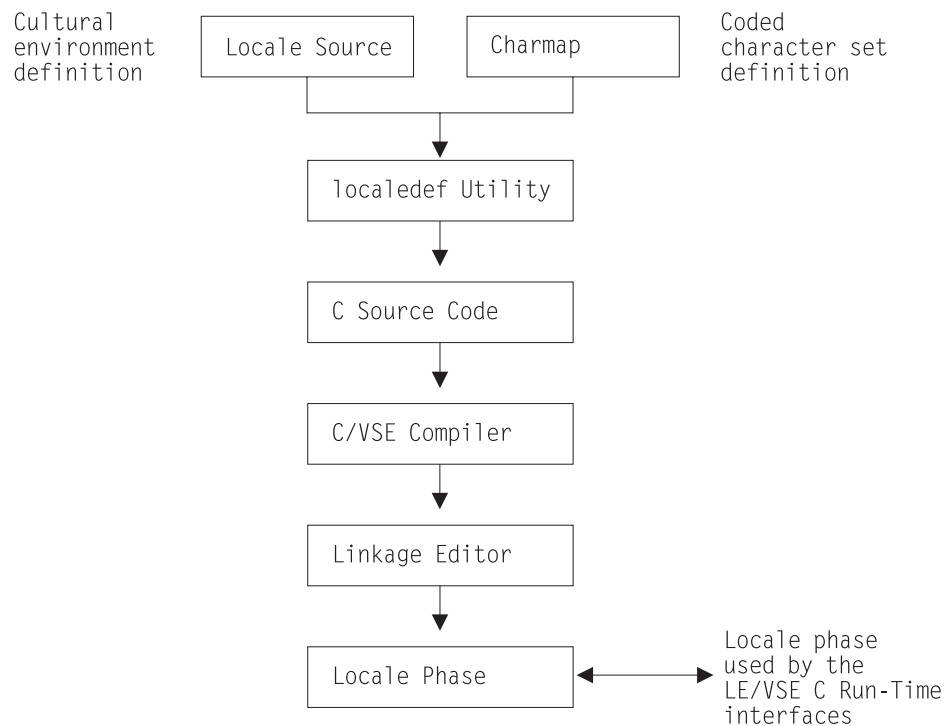 Cultural
environment
definition
Locale Source
Charmap
Coded
character set
definition
localedef Utility
C Source Code
C/VSE Compiler
Linkage Editor
Locale Phase
Locale phase
used by the
LE/VSE C Run-Time
interfaces